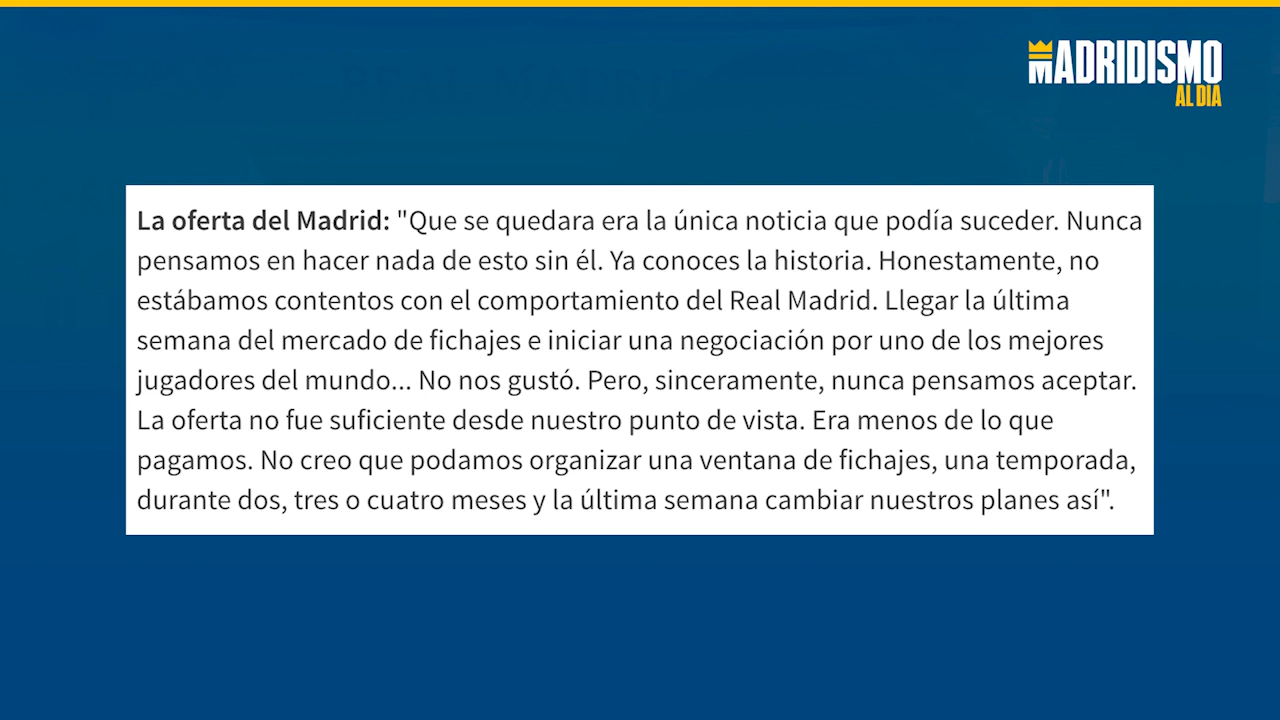 MADRIDISMO
AL DIA
La oferta del Madrid: "Que se quedara era la única noticia que podía suceder. Nunca
pensamos en hacer nada de esto sin él. Ya conoces la historia. Honestamente, no
estábamos contentos con el comportamiento del Real Madrid. Llegar la última
semana del mercado de fichajes e iniciar una negociación por uno de los mejores
jugadores del mundo... No nos gustó. Pero, sinceramente, nunca pensamos aceptar.
La oferta no fue suficiente desde nuestro punto de vista. Era menos de lo que
pagamos. No creo que podamos organizar una ventana de fichajes, una temporada,
durante dos, tres o cuatro meses y la última semana cambiar nuestros planes así".